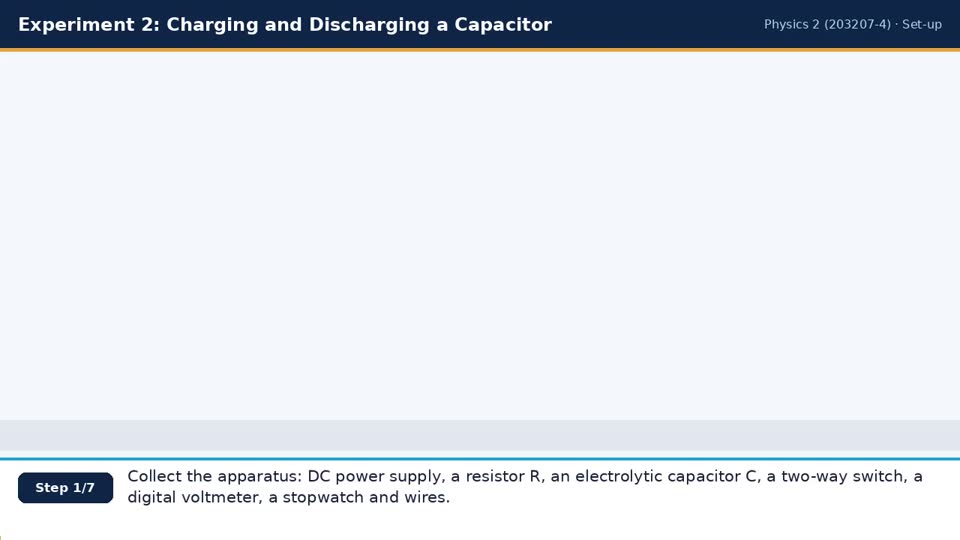 Experiment 2: Charging and Discharging a Capacitor
Physics 2 (203207-4) · Set-up
Step 1/7
Collect the apparatus: DC power supply, a resistor R, an electrolytic capacitor C, a two-way switch, a
digital voltmeter, a stopwatch and wires.